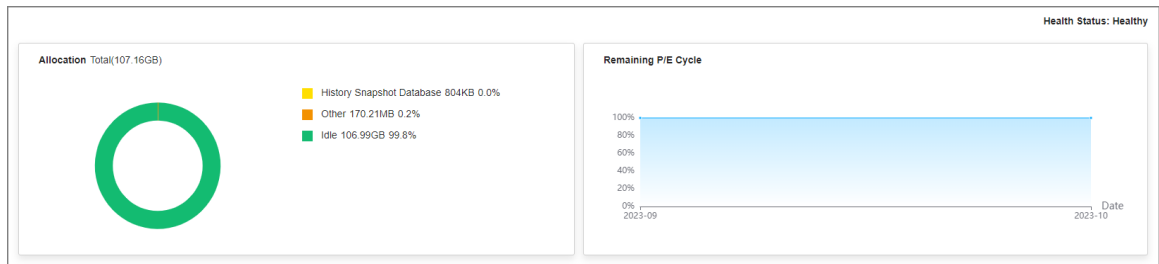 Health Status: Healthy
Allocation Total(107.16GB)
History Snapshot Database 804KB 0.0%
Other 170.21MB 0.2%
Idle 106.99GB 99.8%
Remaining P/E Cycle
100%
80%
60%
40%
20%
0%
Date
2023-09
2023-10